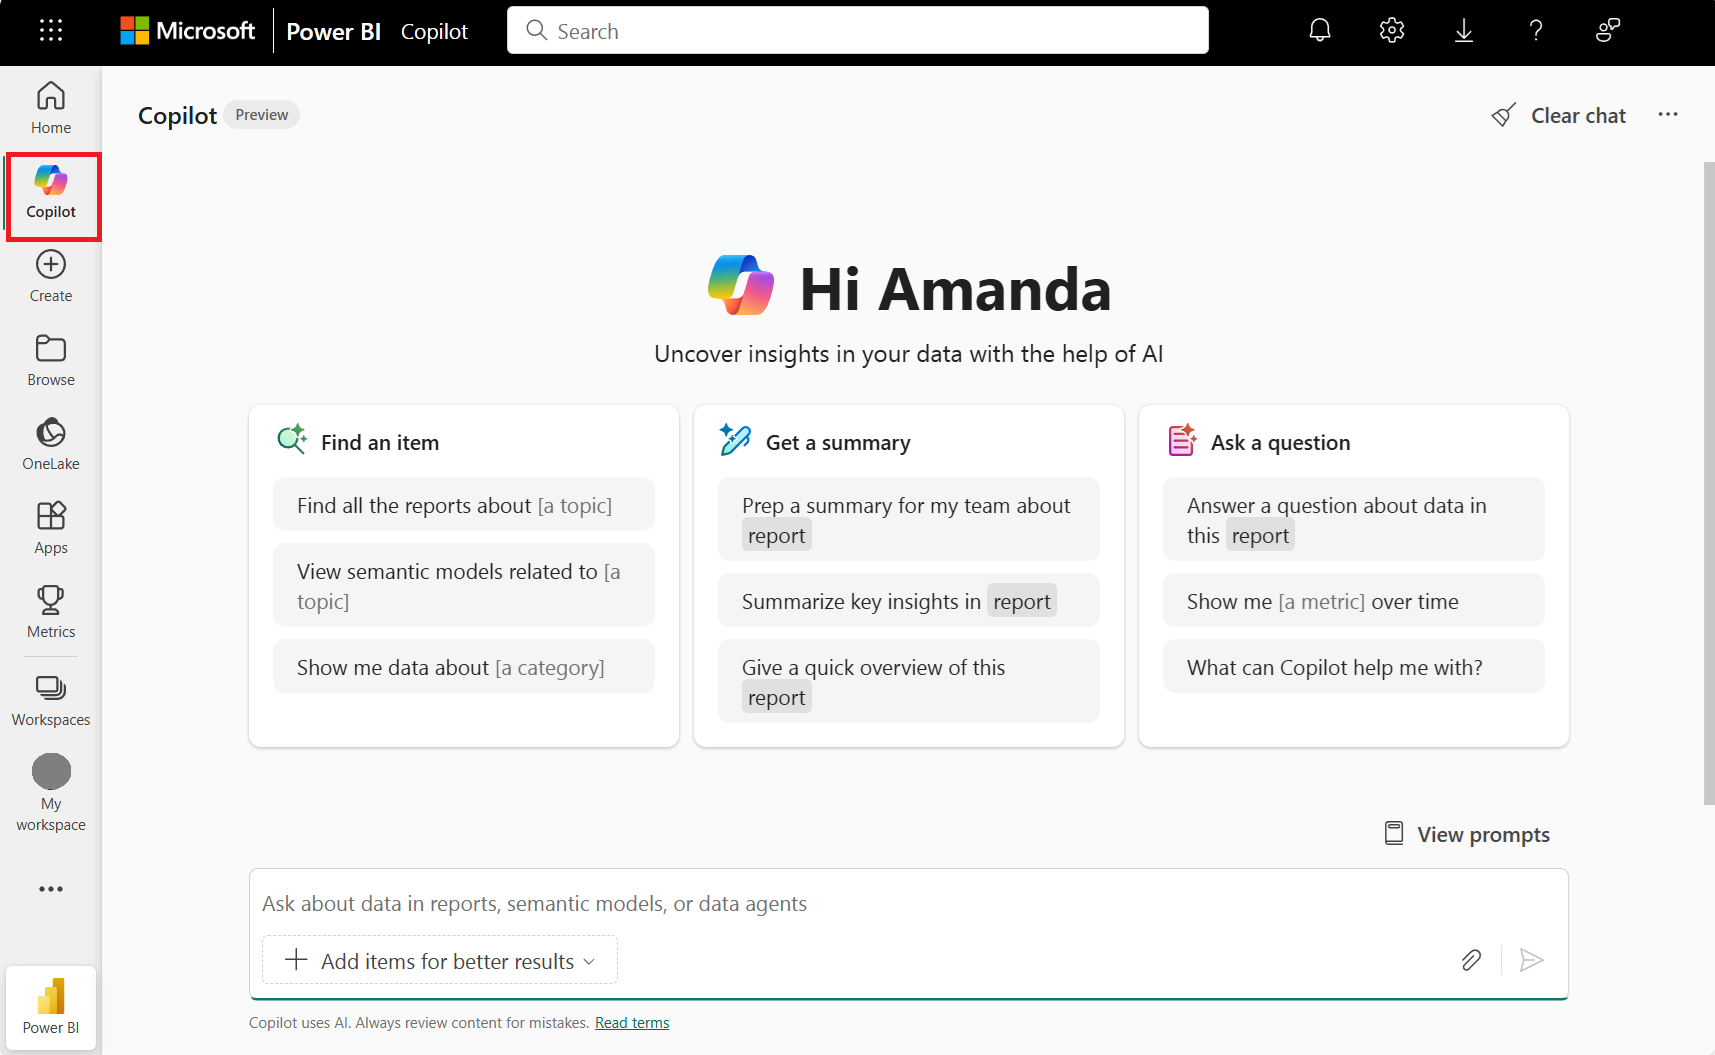 Microsoft Power BI Copilot
Search
Home
Copilot
Create
Browse
OneLake
Apps
Metrics
Workspaces
My
workspace
Power BI
Copilot Preview
Clear chat
Hi Amanda
Uncover insights in your data with the help of AI
Find an item
Find all the reports about [a topic]
View semantic models related to [a
topic]
Show me data about [a category]
Get a summary
Prep a summary for my team about
report
Summarize key insights in report
Give a quick overview of this
report
Ask a question
Answer a question about data in
this report
Show me [a metric] over time
What can Copilot help me with?
View prompts
Ask about data in reports, semantic models, or data agents
Add items for better results
Copilot uses AI. Always review content for mistakes. Read terms